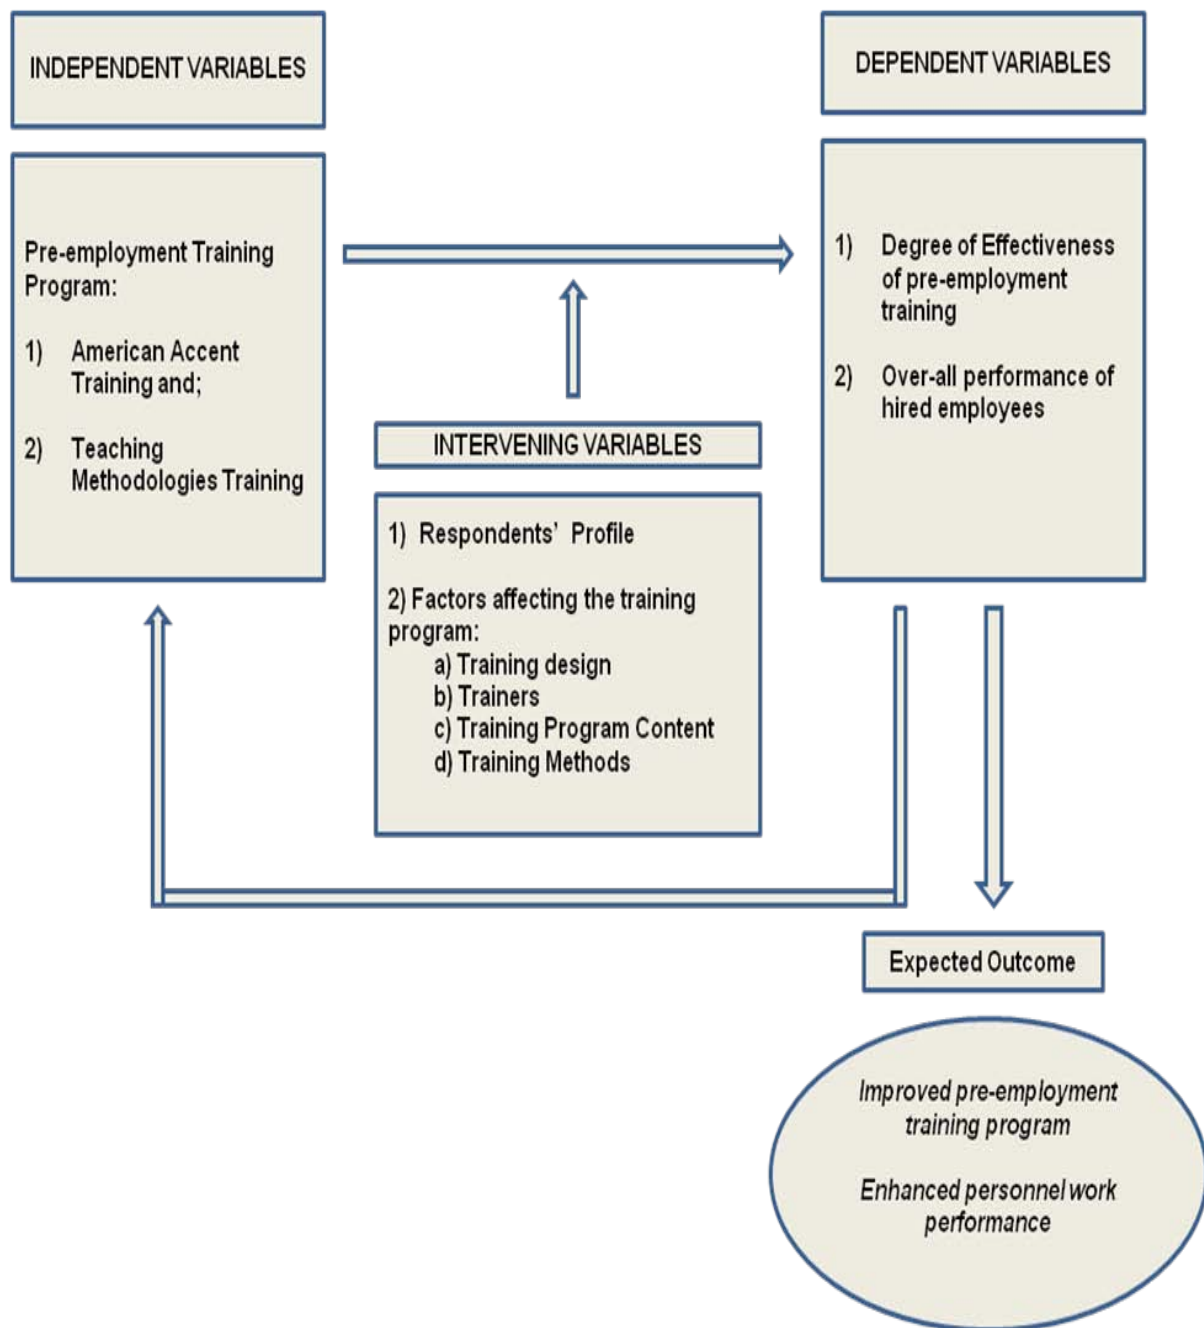 INDEPENDENT VARIABLES
Pre-employment Training
Program:
1) American Accent
Training and;
2) Teaching
Methodologies Training
INTERVENING VARIABLES
1) Respondents' Profile
2) Factors affecting the training
program:
a) Training design
b) Trainers
c) Training Program Content
d) Training Methods
DEPENDENT VARIABLES
1) Degree of Effectiveness
of pre-employment
training
2) Over-all performance of
hired employees
Expected Outcome
Improved pre-employment
training program
Enhanced personnel work
performance